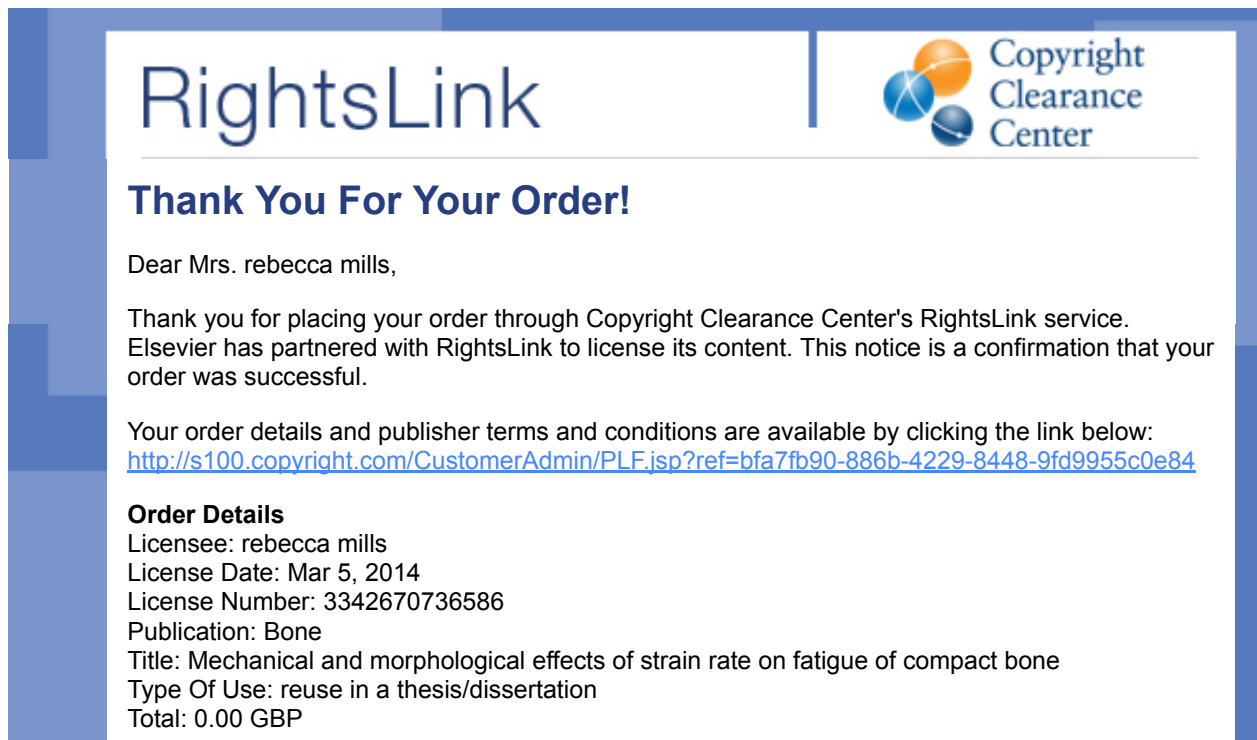 RightsLink
Copyright
Clearance
Center
Thank You For Your Order!
Dear Mrs. rebecca mills,
Thank you for placing your order through Copyright Clearance Center's RightsLink service.
Elsevier has partnered with RightsLink to license its content. This notice is a confirmation that your
order was successful.
Your order details and publisher terms and conditions are available by clicking the link below:
http://s100.copyright.com/CustomerAdmin/PLF.jsp?ref=bfa7fb90-886b-4229-8448-9fd9955c0e84
Order Details
Licensee: rebecca mills
License Date: Mar 5, 2014
License Number: 3342670736586
Publication: Bone
Title: Mechanical and morphological effects of strain rate on fatigue of compact bone
Type Of Use: reuse in a thesis/dissertation
Total: 0.00 GBP